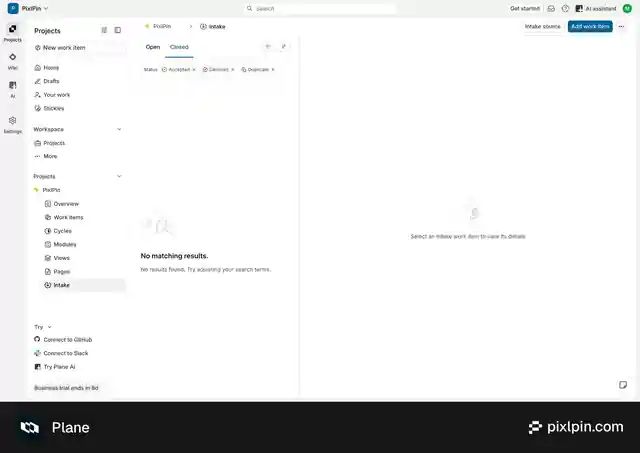 PixlPin
Search
Get started
AI assistant
M
Projects
Wiki
AI
Settings
Projects
New work item
Home
Drafts
Your work
Stickies
Workspace
Projects
More
Projects
PixlPin
Overview
Work items
Cycles
Modules
Views
Pages
Intake
Try
Connect to GitHub
Connect to Slack
Try Plane AI
Business trial ends in 8d
PixlPin > Intake
Intake source
Add work item
Open
Closed
Status
Accepted
Declined
Duplicate
No matching results.
No results found. Try adjusting your search terms.
Select an Intake work item to view its details
Plane
pixlpin.com